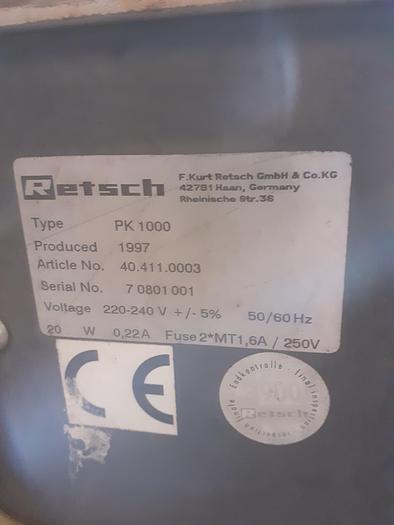 Retsch
F.Kurt Retsch GmbH & Co.KG
42781 Haan, Germany
Rheinische Str.36
Type PK 1000
Produced 1997
Article No. 40.411.0003
Serial No. 7 0801 001
Voltage 220-240 V +/- 5% 50/60 Hz
20 W 0,22A Fuse 2*MT1,6A / 250V
CE
Endkontrolle - Final inspection
Retsch